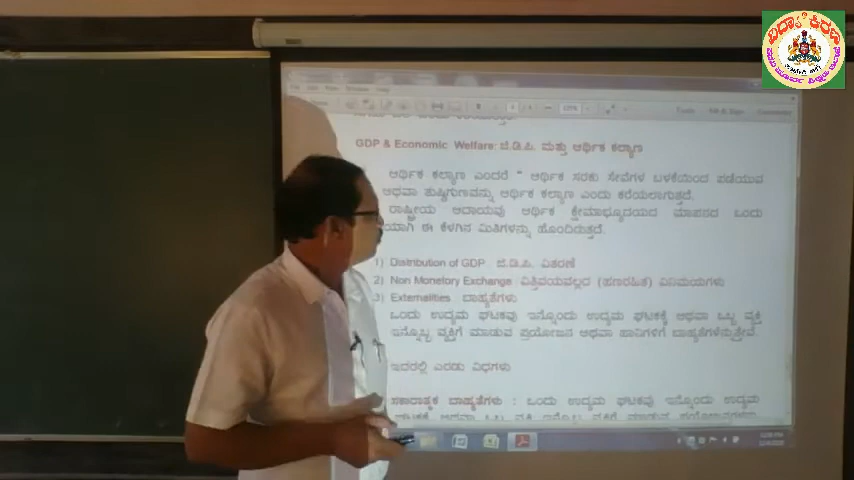 ವಿದ್ಯಾ ಕಿರಣ
GDP & Economic Welfare: ಜಿ.ಡಿ.ಪಿ. ಮತ್ತು ಆರ್ಥಿಕ ಕಲ್ಯಾಣ
ಆರ್ಥಿಕ ಕಲ್ಯಾಣ ಎಂದರೆ " ಆರ್ಥಿಕ ಸರಕು ಸೇವೆಗಳ ಬಳಕೆಯಿಂದ ಪಡೆಯುವ
ಅಥವಾ ತುಷ್ಟಿಗುಣವನ್ನು ಆರ್ಥಿಕ ಕಲ್ಯಾಣ ಎಂದು ಕರೆಯಲಾಗುತ್ತದೆ.
ರಾಷ್ಟ್ರೀಯ ಆದಾಯವು ಆರ್ಥಿಕ ಕ್ಷೇಮಾಭ್ಯುದಯದ ಮಾಪನದ ಒಂದು
ಯಾಗಿ ಈ ಕೆಳಗಿನ ಮಿತಿಗಳನ್ನು ಹೊಂದಿರುತ್ತದೆ.
1) Distribution of GDP ಜಿ.ಡಿ.ಪಿ. ವಿತರಣೆ
2) Non Monetory Exchange ವಿತ್ತೀಯವಲ್ಲದ (ಹಣರಹಿತ) ವಿನಿಮಯಗಳು
3) Externalities ಬಾಹ್ಯತೆಗಳು
ಒಂದು ಉದ್ಯಮ ಘಟಕವು ಇನ್ನೊಂದು ಉದ್ಯಮ ಘಟಕಕ್ಕೆ ಅಥವಾ ಒಬ್ಬ ವ್ಯಕ್ತಿ
ಇನ್ನೊಬ್ಬ ವ್ಯಕ್ತಿಗೆ ಮಾಡುವ ಪ್ರಯೋಜನ ಅಥವಾ ಹಾನಿಗಳಿಗೆ ಬಾಹ್ಯತೆಗಳೆನ್ನುತ್ತೇವೆ.
ಇದರಲ್ಲಿ ಎರಡು ವಿಧಗಳು
ಸಕಾರಾತ್ಮಕ ಬಾಹ್ಯತೆಗಳು : ಒಂದು ಉದ್ಯಮ ಘಟಕವು ಇನ್ನೊಂದು ಉದ್ಯಮ